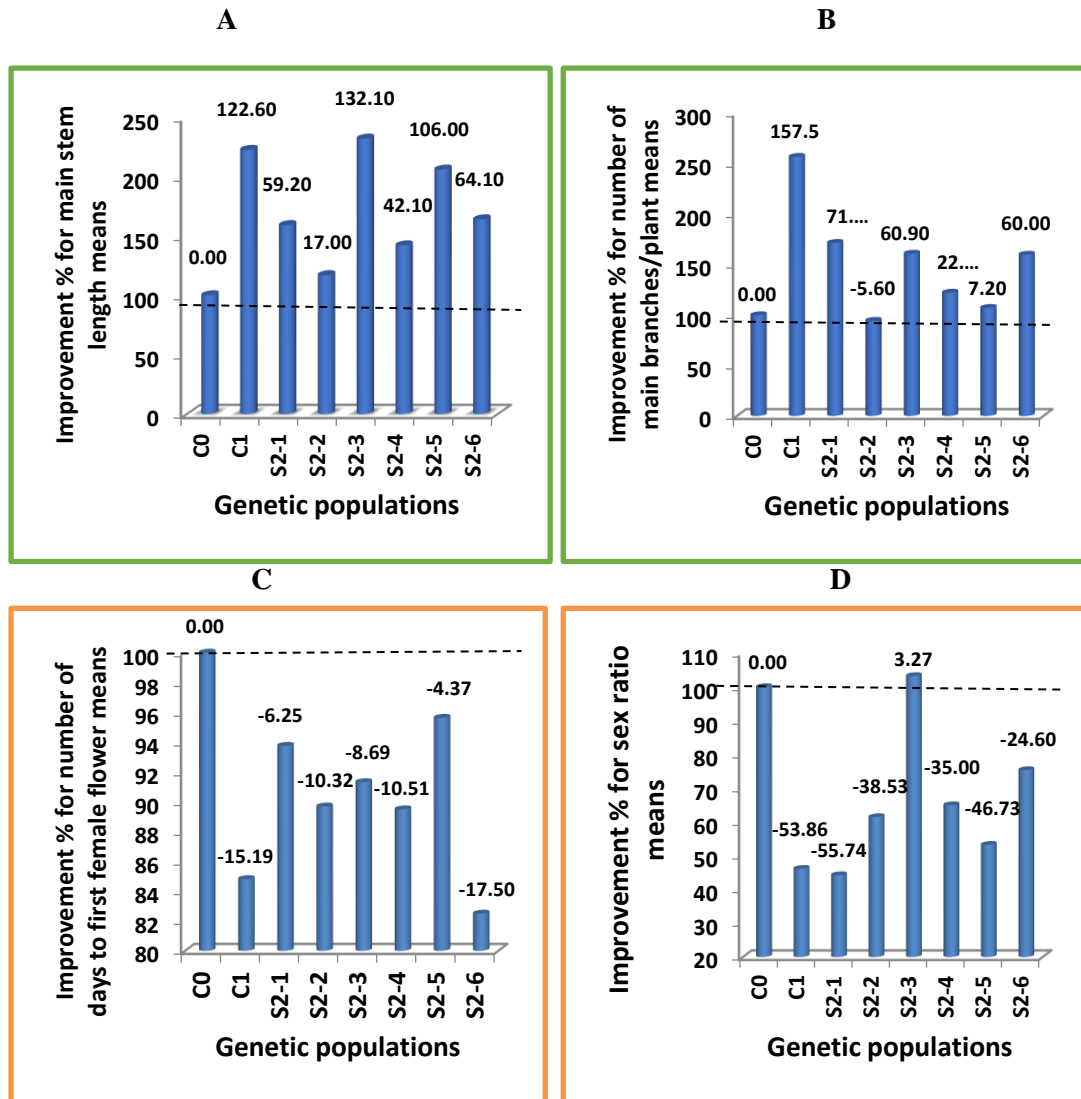 A
Improvement % for main stem
length means
132.10
122.60
106.00
59.20
64.10
42.10
17.00
0.00
250
200
150
100
50
0
C0
C1
S2-1
S2-2
S2-3
S2-4
S2-5
S2-6
Genetic populations
B
Improvement % for number of
main branches/plant means
300
250
200
150
100
50
0
157.5
71....
60.90
60.00
22....
7.20
-5.60
0.00
C0
C1
S2-1
S2-2
S2-3
S2-4
S2-5
S2-6
Genetic populations
C
Improvement % for number of
days to first female flower means
0.00
100
98
96
94
92
90
88
86
84
82
80
-4.37
-6.25
-8.69
-10.32
-10.51
-15.19
-17.50
C0
C1
S2-1
S2-2
S2-3
S2-4
S2-5
S2-6
Genetic populations
D
Improvement % for sex ratio
means
110
100
90
80
70
60
50
40
30
20
0.00
3.27
-24.60
-35.00
-38.53
-46.73
-53.86
-55.74
C0
C1
S2-1
S2-2
S2-3
S2-4
S2-5
S2-6
Genetic populations